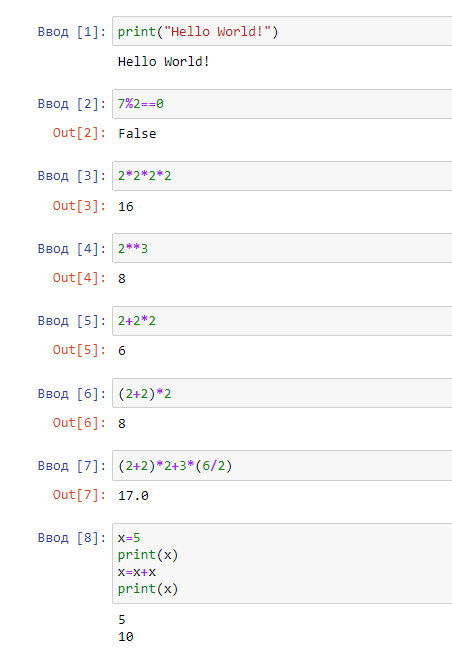 Ввод [1]: print("Hello World!")
Hello World!
Ввод [2]: 7%2==0
Out[2]: False
Ввод [3]: 2*2*2*2
Out[3]: 16
Ввод [4]: 2**3
Out[4]: 8
Ввод [5]: 2+2*2
Out[5]: 6
Ввод [6]: (2+2)*2
Out[6]: 8
Ввод [7]: (2+2)*2+3*(6/2)
Out[7]: 17.0
Ввод [8]: x=5
print(x)
x=x+x
print(x)
5
10